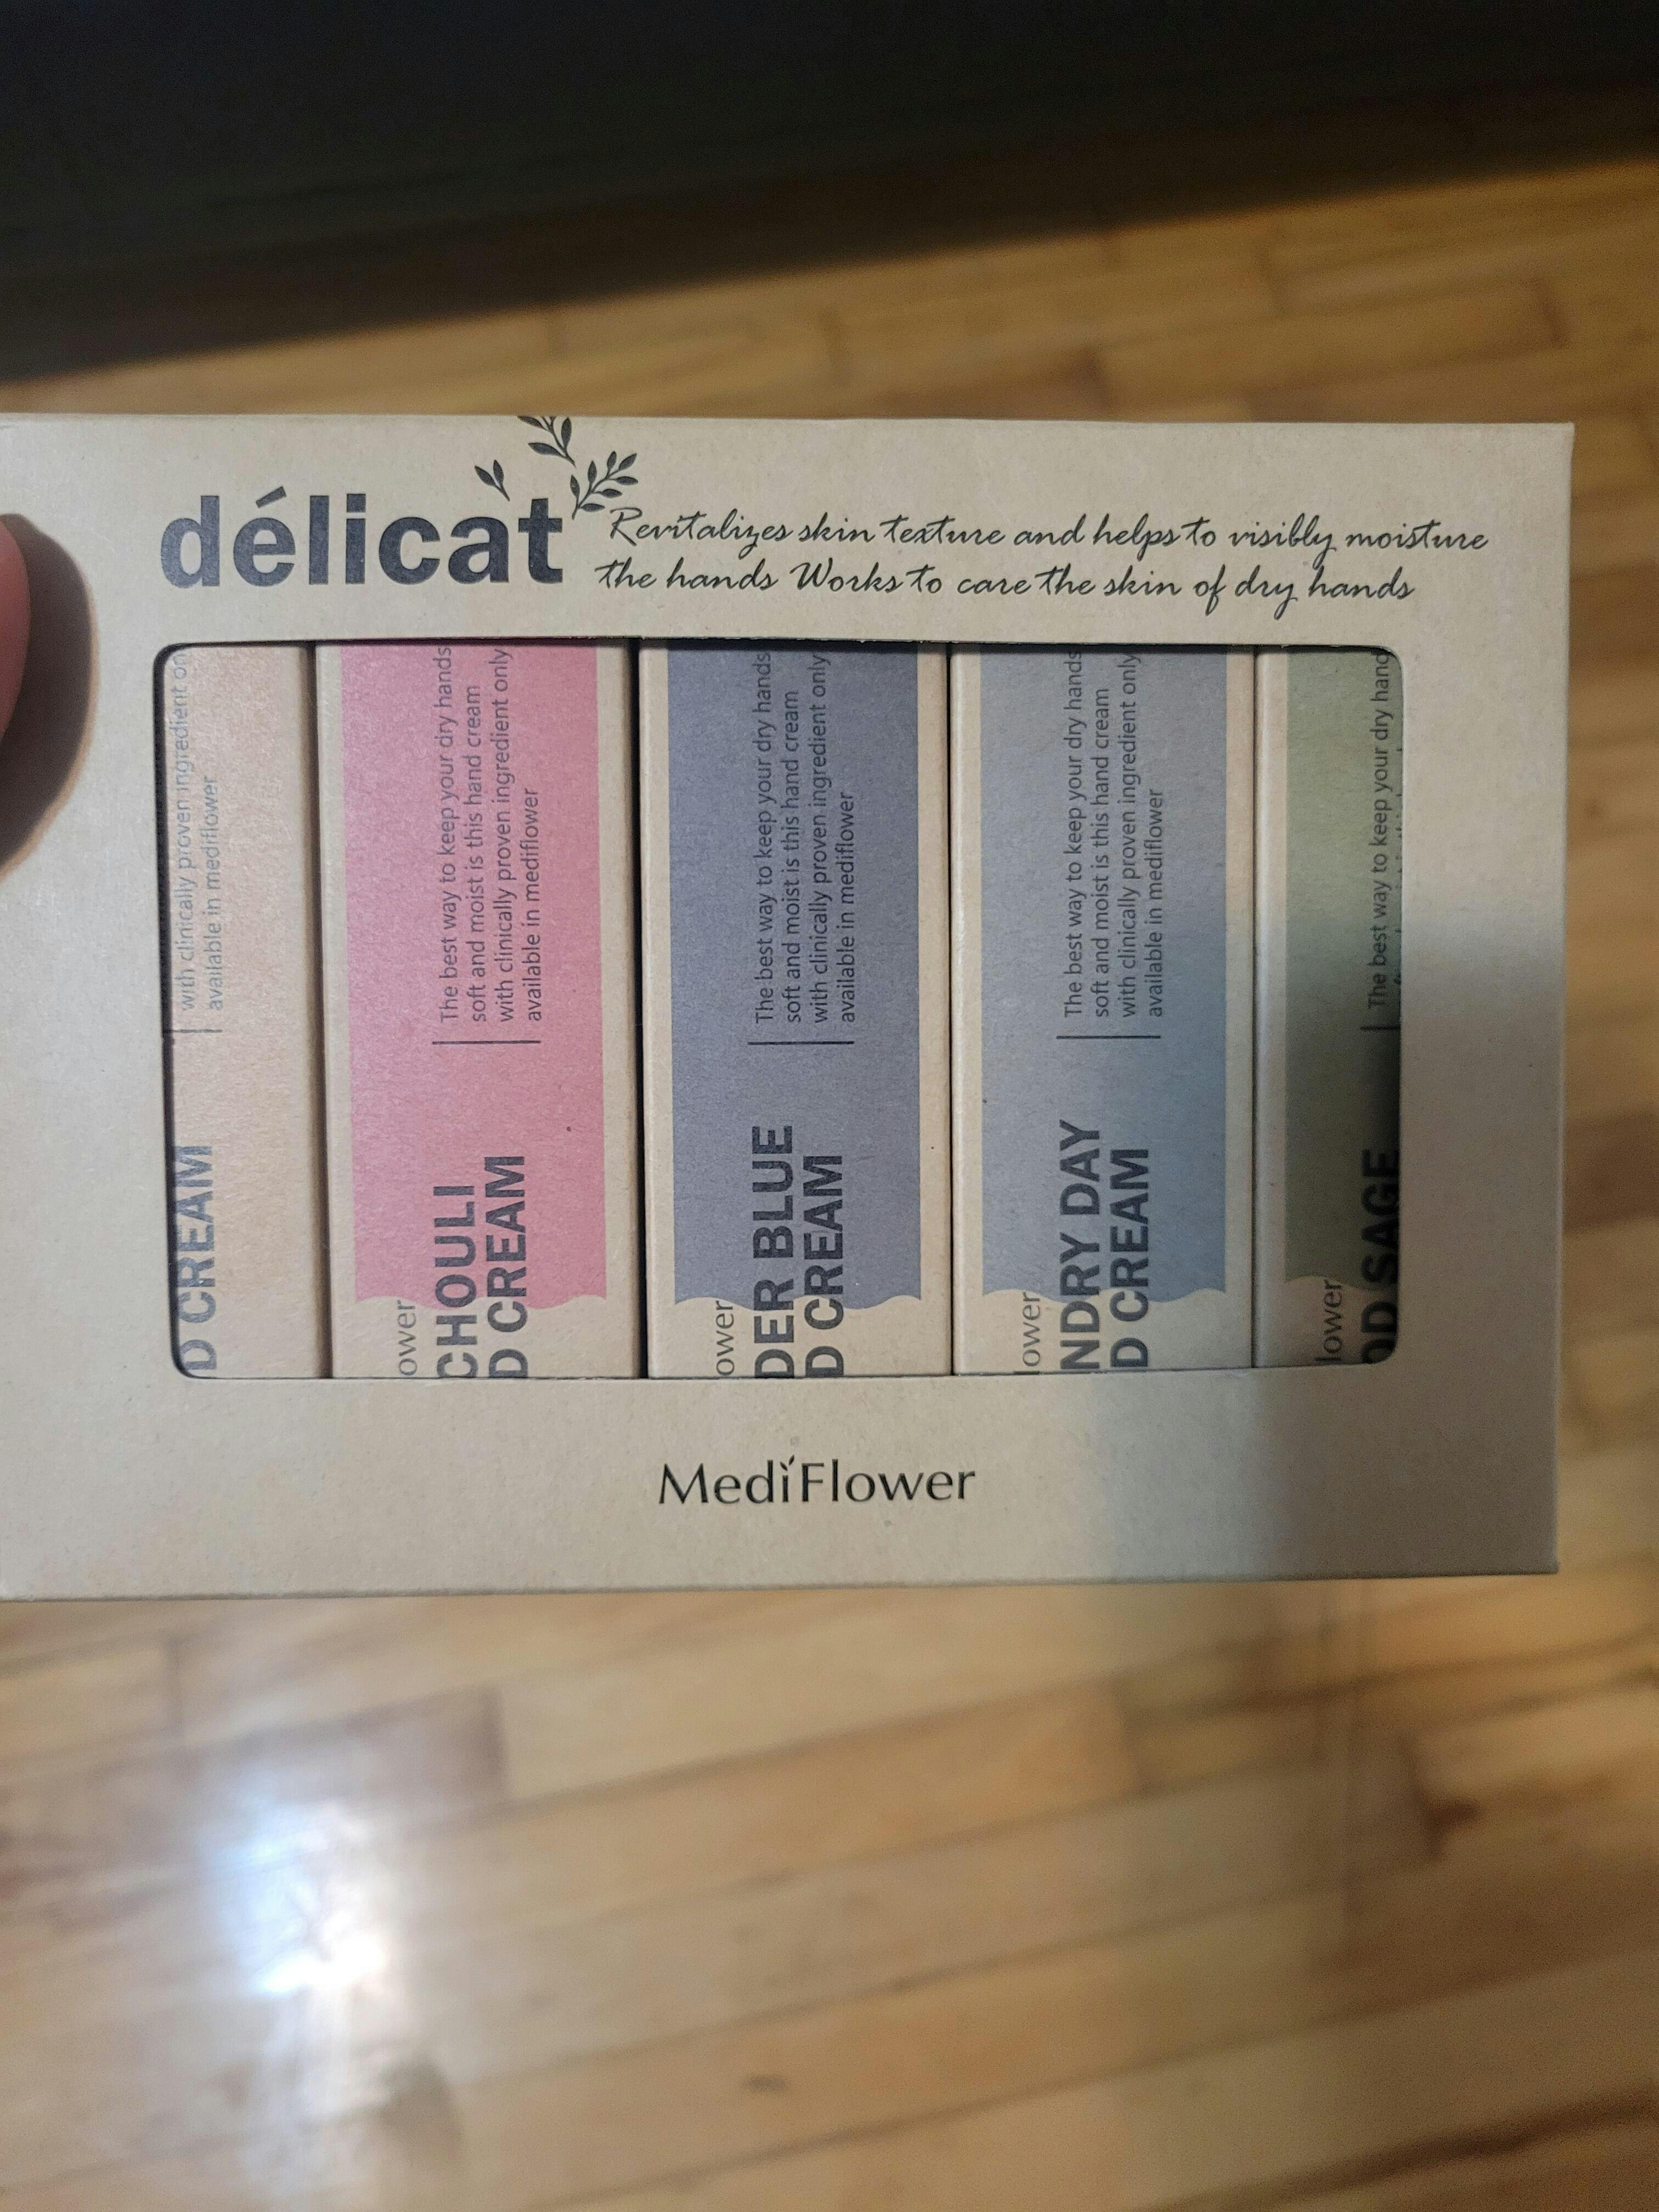 délicat
Revitalizes skin texture and helps to visibly moisture
the hands Works to care the skin of dry hands
D CREAM
with clinically proven ingredient on
available in mediflower
ower
CHOULI
D CREAM
The best way to keep your dry hands
soft and moist is this hand cream
with clinically proven ingredient only
available in mediflower
ower
DER BLUE
D CREAM
The best way to keep your dry hands
soft and moist is this hand cream
with clinically proven ingredient only
available in mediflower
lower
NDRY DAY
D CREAM
The best way to keep your dry hands
soft and moist is this hand cream
with clinically proven ingredient only
available in mediflower
lower
OD SAGE
The best way to keep your dry hand
MediFlower